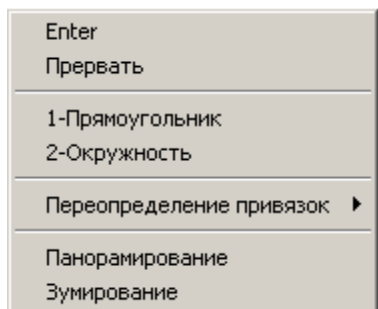 Enter
Прервать
1-Прямоугольник
2-Окружность
Переопределение привязок
Панорамирование
Зумирование